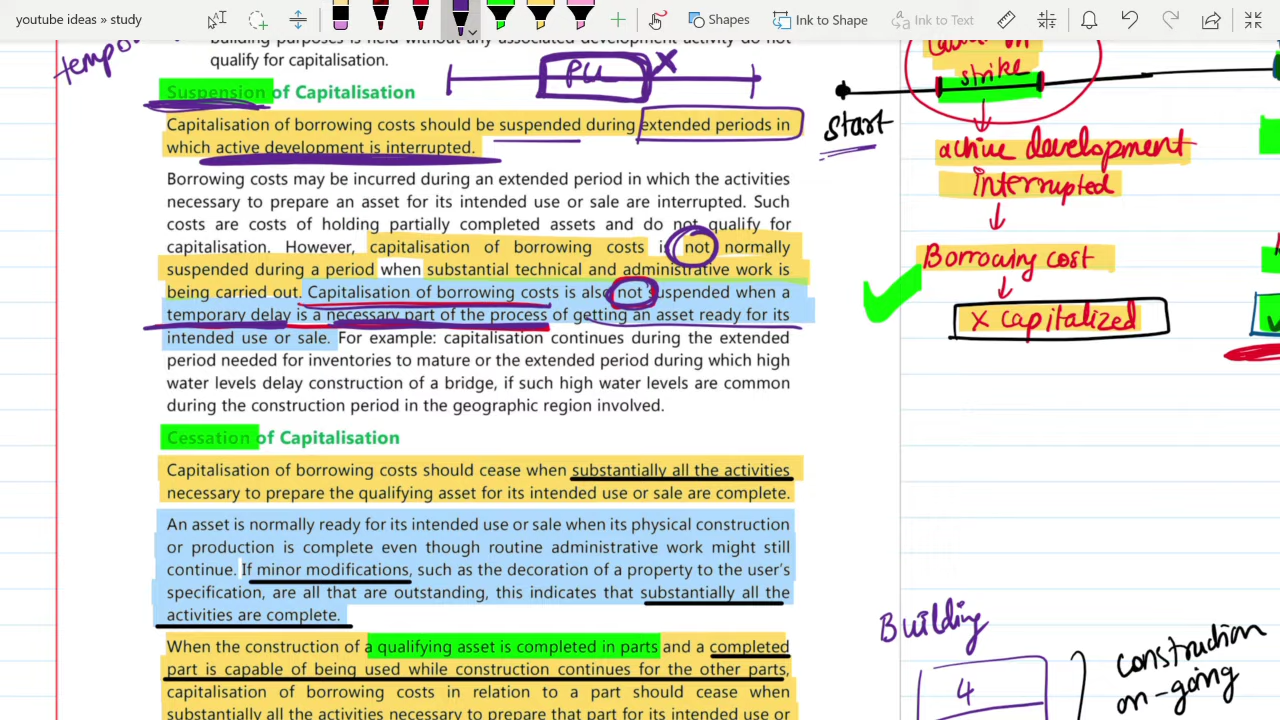 youtube ideas » study
Shapes
Ink to Shape
Ink to Text
tempo
building purposes is held without any associated development activity do not
qualify for capitalisation.
PU X
Suspension of Capitalisation
Capitalisation of borrowing costs should be suspended during extended periods in
which active development is interrupted.
Borrowing costs may be incurred during an extended period in which the activities
necessary to prepare an asset for its intended use or sale are interrupted. Such
costs are costs of holding partially completed assets and do not qualify for
capitalisation. However, capitalisation of borrowing costs is not normally
suspended during a period when substantial technical and administrative work is
being carried out. Capitalisation of borrowing costs is also not suspended when a
temporary delay is a necessary part of the process of getting an asset ready for its
intended use or sale. For example: capitalisation continues during the extended
period needed for inventories to mature or the extended period during which high
water levels delay construction of a bridge, if such high water levels are common
during the construction period in the geographic region involved.
Cessation of Capitalisation
Capitalisation of borrowing costs should cease when substantially all the activities
necessary to prepare the qualifying asset for its intended use or sale are complete.
An asset is normally ready for its intended use or sale when its physical construction
or production is complete even though routine administrative work might still
continue. If minor modifications, such as the decoration of a property to the user's
specification, are all that are outstanding, this indicates that substantially all the
activities are complete.
When the construction of a qualifying asset is completed in parts and a completed
part is capable of being used while construction continues for the other parts,
capitalisation of borrowing costs in relation to a part should cease when
substantially all the activities necessary to prepare that part for its intended use or
strike
start
active development
interrupted
Borrowing cost
X capitalized
Building
4
construction
on-going